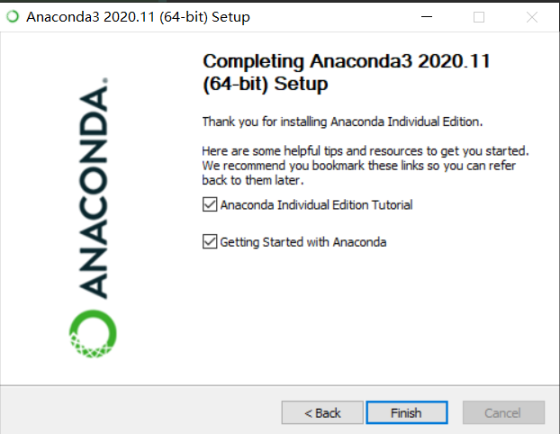 Anaconda3 2020.11 (64-bit) Setup
ANACONDA.
Completing Anaconda3 2020.11
(64-bit) Setup
Thank you for installing Anaconda Individual Edition.
Here are some helpful tips and resources to get you started.
We recommend you bookmark these links so you can refer
back to them later.
Anaconda Individual Edition Tutorial
Getting Started with Anaconda
< Back
Finish
Cancel